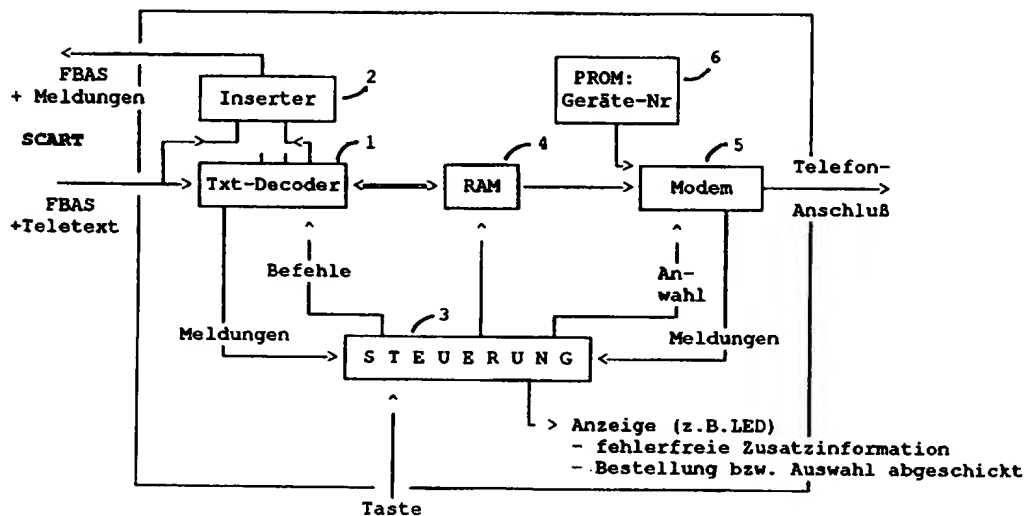 6
FBAS
+ Meldungen
2
Inserter
PROM:
Geräte-Nr
SCART
1
4
5
Txt-Decoder
RAM
Modem
Telefon-
Anschluß
FBAS
+Teletext
Befehle
An-
wahl
Meldungen
3
Meldungen
S T E U E R U N G
Anzeige (z.B.LED)
- fehlerfreie Zusatzinformation
- Bestellung bzw. Auswahl abgeschickt
Taste